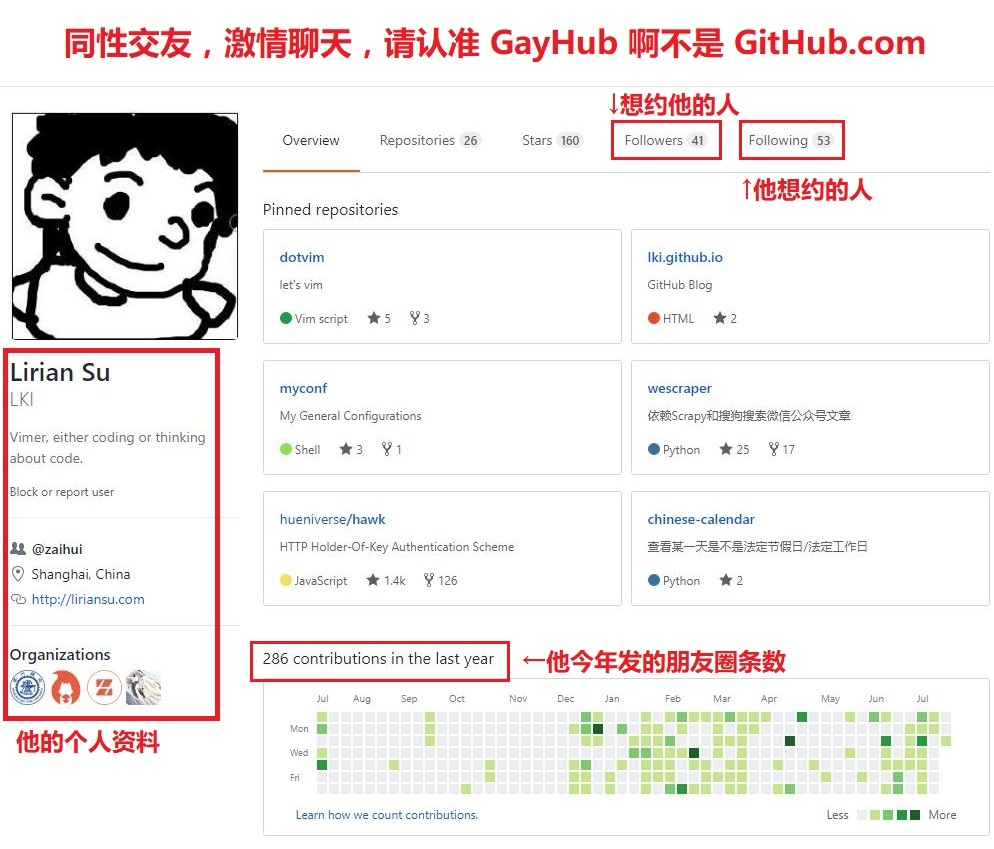 同性交友，激情聊天，请认准 GayHub 啊不是 GitHub.com
↓想约他的人
Overview Repositories 26 Stars 160 Followers 41 Following 53
↑他想约的人
Pinned repositories
dotvim
let's vim
Vim script 5 3
lki.github.io
GitHub Blog
HTML 2
myconf
My General Configurations
Shell 3 1
wescraper
依赖Scrapy和搜狗搜索微信公众号文章
Python 25 17
hueniverse/hawk
HTTP Holder-Of-Key Authentication Scheme
JavaScript 1.4k 126
chinese-calendar
查看某一天是不是法定节假日/法定工作日
Python 2
Lirian Su
LKI
Vimer, either coding or thinking
about code.
Block or report user
@zaihui
Shanghai, China
http://liriansu.com
Organizations
他的个人资料
286 contributions in the last year
←他今年发的朋友圈条数
Jul Aug Sep Oct Nov Dec Jan Feb Mar Apr May Jun Jul
Mon
Wed
Fri
Learn how we count contributions.
Less More